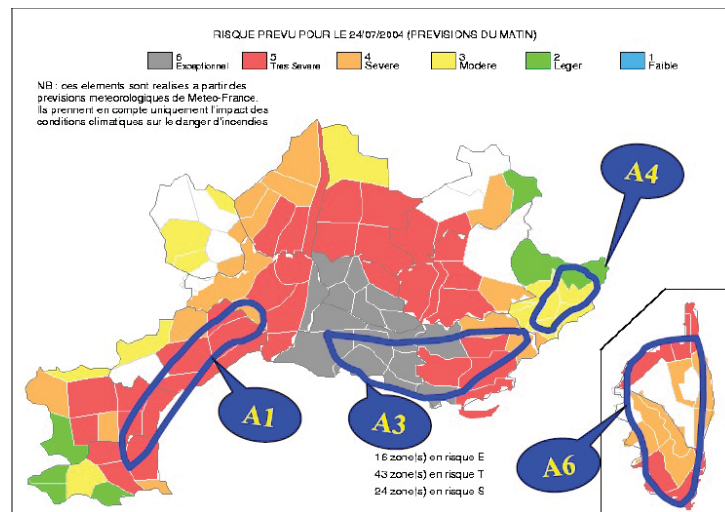 RISQUE PREVU POUR LE 24/07/2004 (PREVISIONS DU MATIN)
6 Exceptionnel
5 Tres Severe
4 Severe
3 Modere
2 Leger
1 Faible
NB : ces elements sont realises a partir des
previsions meteorologiques de Meteo-France.
Ils prennent en compte uniquement l'impact des
conditions climatiques sur le danger d'incendies
A4
A1
A3
A6
16 zone(s) en risque E
43 zone(s) en risque T
24 zone(s) en risque S